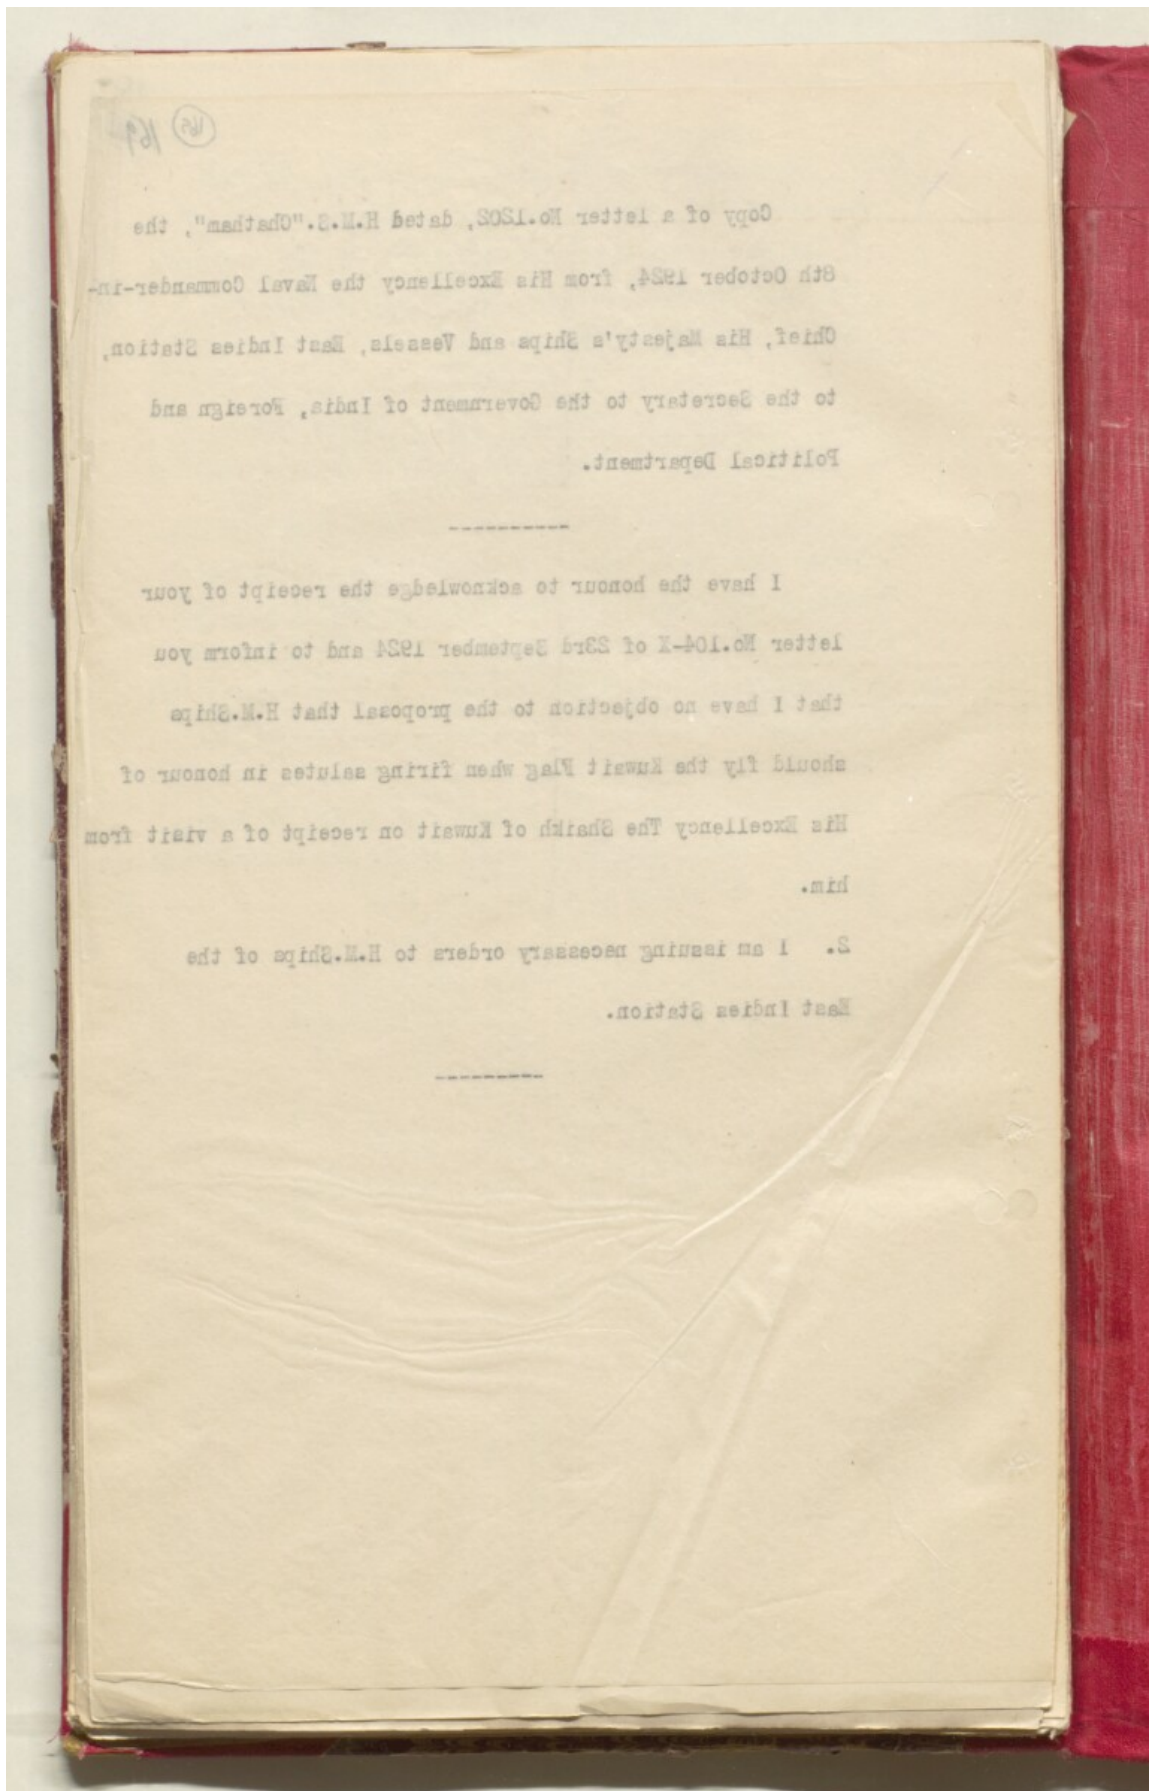 169
165
Copy of a letter No.1202, dated H.M.S."Chatham", the
8th October 1924, from His Excellency the Naval Commander-in-
Chief, His Majesty's Ships and Vessels, East Indies Station,
to the Secretary to the Government of India, Foreign and
Political Department.
----------
I have the honour to acknowledge the receipt of your
letter No.104-X of 23rd September 1924 and to inform you
that I have no objection to the proposal that H.M.Ships
should fly the Kuwait Flag when firing salutes in honour of
His Excellency The Shaikh of Kuwait on receipt of a visit from
him.
2. I am issuing necessary orders to H.M.Ships of the
East Indies Station.
---------